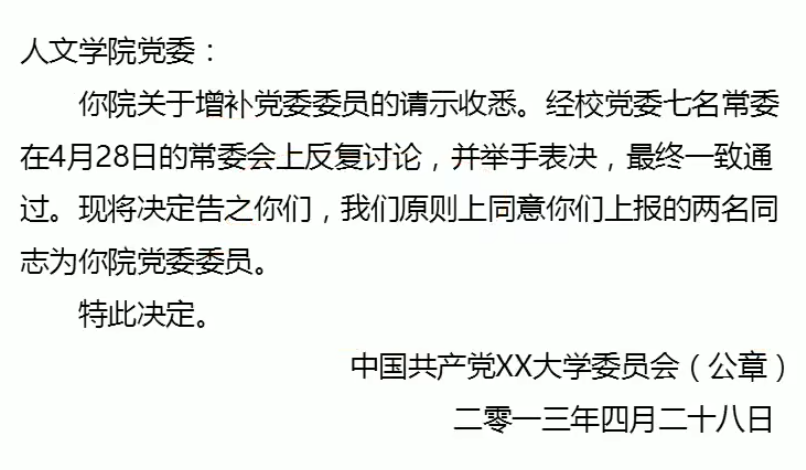 人文学院党委：
你院关于增补党委委员的请示收悉。经校党委七名常委
在4月28日的常委会上反复讨论，并举手表决，最终一致通
过。现将决定告之你们，我们原则上同意你们上报的两名同
志为你院党委委员。
特此决定。
中国共产党XX大学委员会（公章）
二零一三年四月二十八日